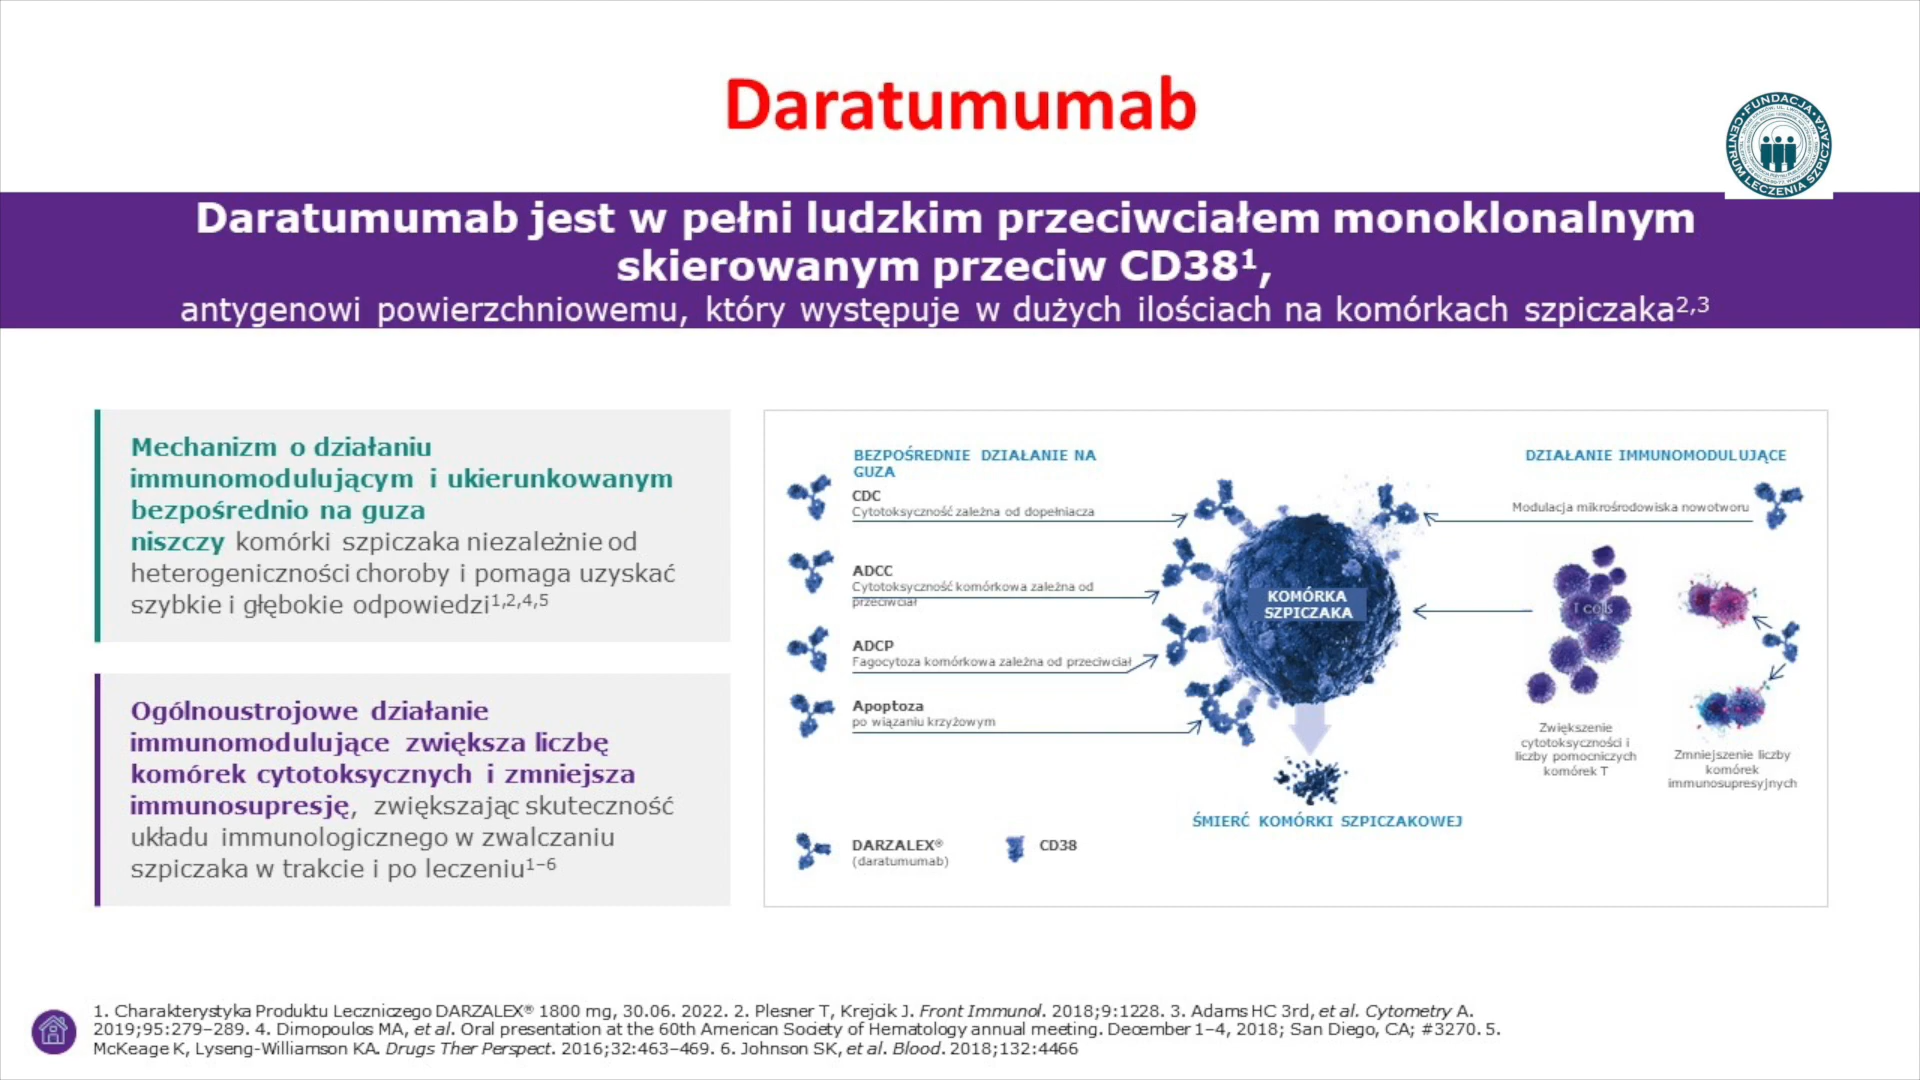 Daratumumab
FUNDACJA
CENTRUM LECZENIA SZPICZAKA
Daratumumab jest w pełni ludzkim przeciwciałem monoklonalnym
skierowanym przeciw CD38¹,
antygenowi powierzchniowemu, który występuje w dużych ilościach na komórkach szpiczaka²,³
Mechanizm o działaniu
immunomodulującym i ukierunkowanym
bezpośrednio na guza
niszczy komórki szpiczaka niezależnie od
heterogeniczności choroby i pomaga uzyskać
szybkie i głębokie odpowiedzi¹,²,⁴,⁵
Ogólnoustrojowe działanie
immunomodulujące zwiększa liczbę
komórek cytotoksycznych i zmniejsza
immunosupresję, zwiększając skuteczność
układu immunologicznego w zwalczaniu
szpiczaka w trakcie i po leczeniu¹⁻⁶
BEZPOŚREDNIE DZIAŁANIE NA
GUZA
CDC
Cytotoksyczność zależna od dopełniacza
ADCC
Cytotoksyczność komórkowa zależna od
przeciwciał
ADCP
Fagocytoza komórkowa zależna od przeciwciał
Apoptoza
po wiązaniu krzyżowym
KOMÓRKA
SZPICZAKA
ŚMIERĆ KOMÓRKI SZPICZAKOWEJ
DZIAŁANIE IMMUNOMODULUJĄCE
Modulacja mikrośrodowiska nowotworu
T cells
Zwiększenie
cytotoksyczności i
liczby pomocniczych
komórek T
Zmniejszenie liczby
komórek
immunosupresyjnych
DARZALEX®
(daratumumab)
CD38
1. Charakterystyka Produktu Leczniczego DARZALEX® 1800 mg, 30.06. 2022. 2. Plesner T, Krejcik J. Front Immunol. 2018;9:1228. 3. Adams HC 3rd, et al. Cytometry A.
2019;95:279–289. 4. Dimopoulos MA, et al. Oral presentation at the 60th American Society of Hematology annual meeting. December 1–4, 2018; San Diego, CA; #3270. 5.
McKeage K, Lyseng-Williamson KA. Drugs Ther Perspect. 2016;32:463–469. 6. Johnson SK, et al. Blood. 2018;132:4466